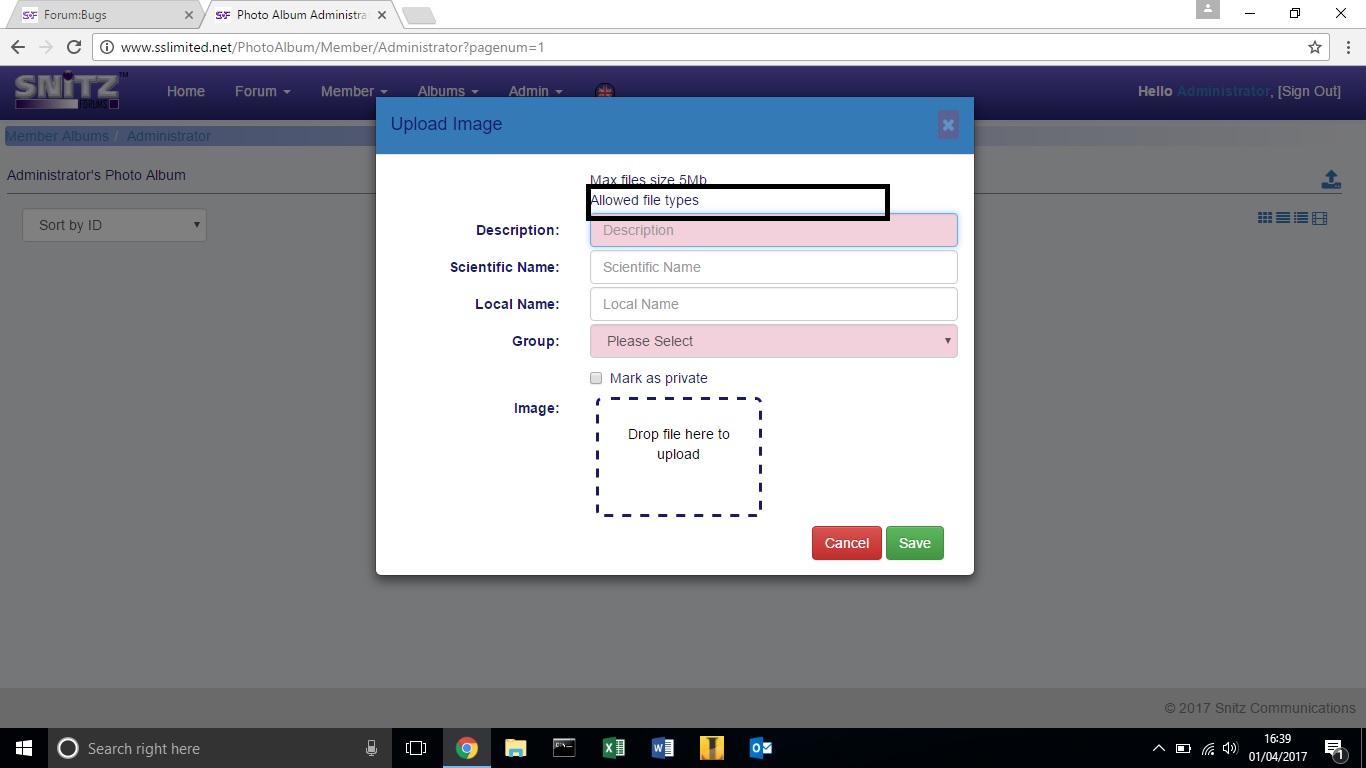 Forum:Bugs
Photo Album Administra
www.sslimited.net/PhotoAlbum/Member/Administrator?pagenum=1
SNITZ™
FORUMS
Home Forum Member Albums Admin
Hello Administrator, [Sign Out]
Member Albums / Administrator
Administrator's Photo Album
Sort by ID
Upload Image
Max files size 5Mb
Allowed file types
Description: Description
Scientific Name: Scientific Name
Local Name: Local Name
Group: Please Select
Mark as private
Image:
Drop file here to
upload
Cancel Save
© 2017 Snitz Communications
Search right here
16:39
01/04/2017
1